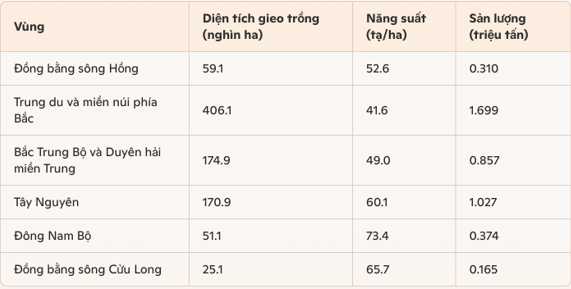 Vùng Diện tích gieo trồng (nghìn ha) Năng suất (tạ/ha) Sản lượng (triệu tấn)
Đồng bằng sông Hồng 59.1 52.6 0.310
Trung du và miền núi phía Bắc 406.1 41.6 1.699
Bắc Trung Bộ và Duyên hải miền Trung 174.9 49.0 0.857
Tây Nguyên 170.9 60.1 1.027
Đông Nam Bộ 51.1 73.4 0.374
Đồng bằng sông Cửu Long 25.1 65.7 0.165